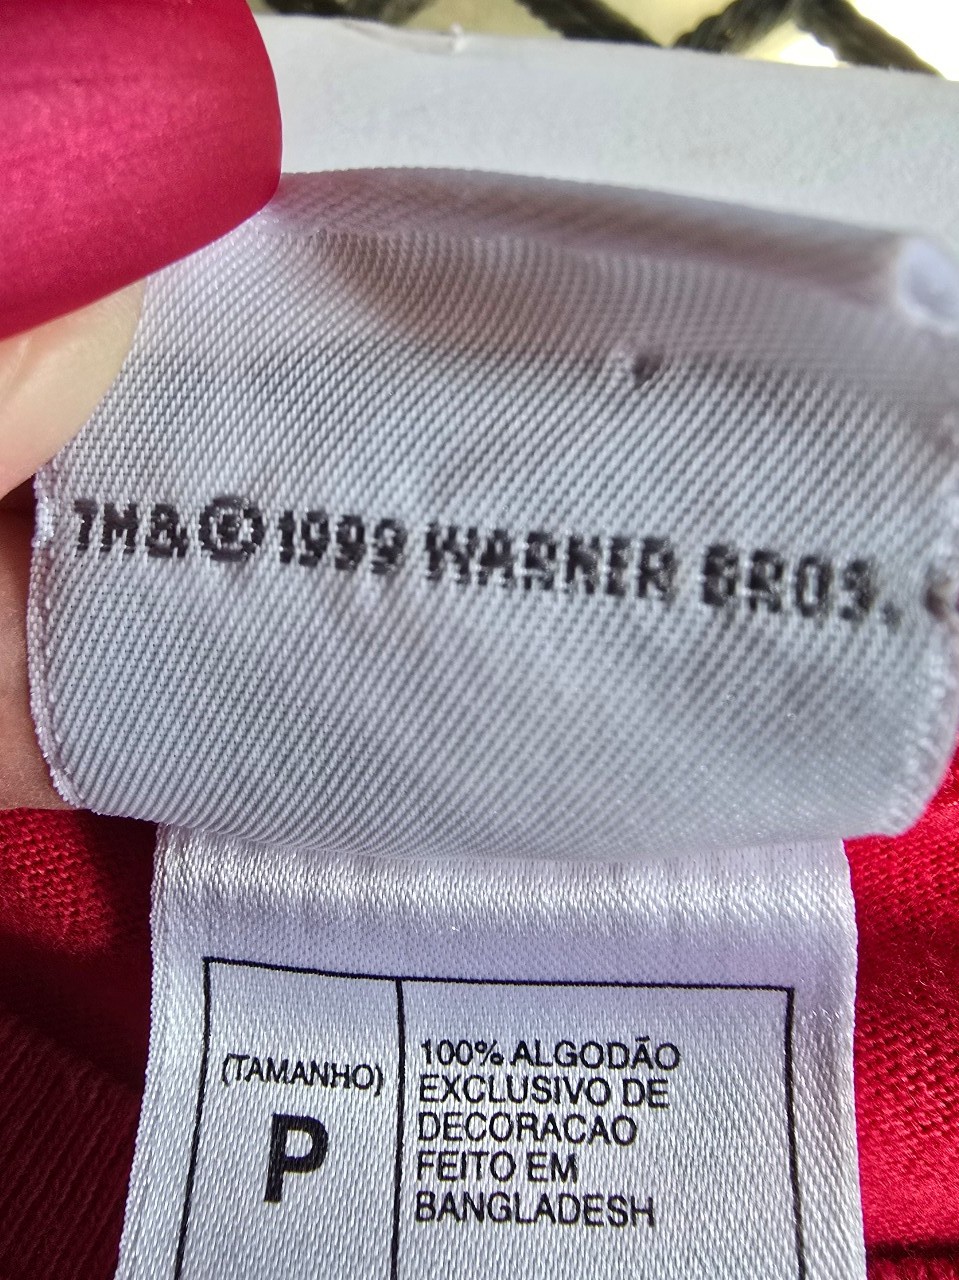 TM&©1999 WARNER BROS.
(TAMANHO)
P
100% ALGODÃO
EXCLUSIVO DE
DECORACAO
FEITO EM
BANGLADESH